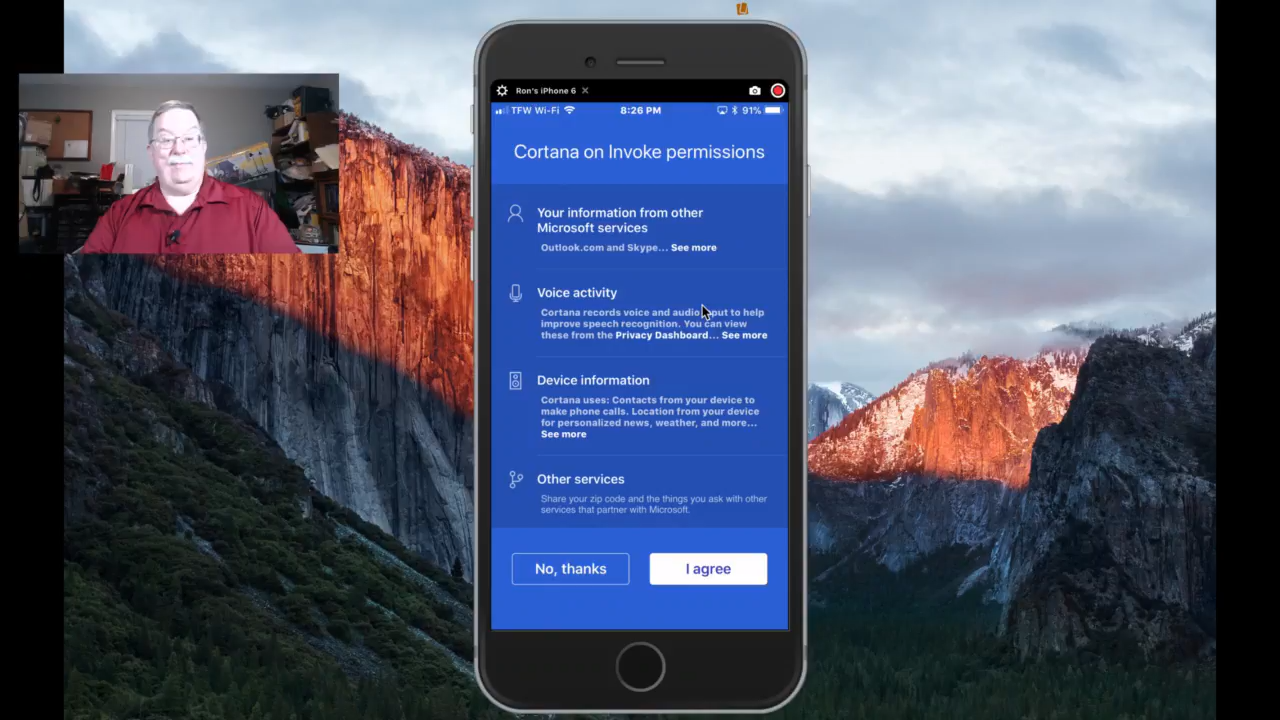 Ron's iPhone 6
TFW Wi-Fi 8:26 PM 91%
Cortana on Invoke permissions
Your information from other
Microsoft services
Outlook.com and Skype... See more
Voice activity
Cortana records voice and audio input to help
improve speech recognition. You can view
these from the Privacy Dashboard... See more
Device information
Cortana uses: Contacts from your device to
make phone calls. Location from your device
for personalized news, weather, and more...
See more
Other services
Share your zip code and the things you ask with other
services that partner with Microsoft.
No, thanks I agree